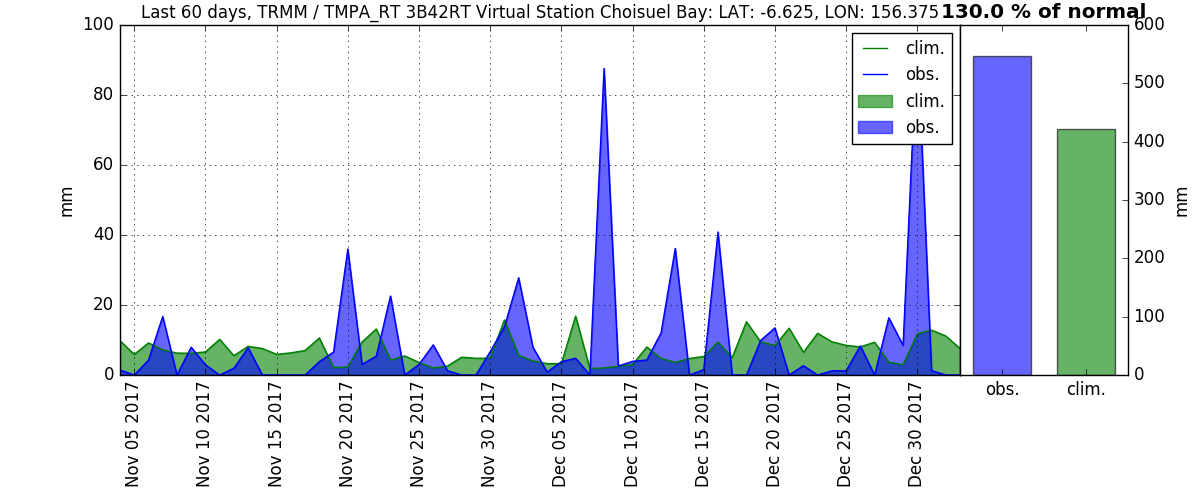 Last 60 days, TRMM / TMPA_RT 3B42RT Virtual Station Choisuel Bay: LAT: -6.625, LON: 156.375
130.0 % of normal
100
80
60
40
20
0
mm
clim.
obs.
clim.
obs.
600
500
400
300
200
100
0
mm
Nov 05 2017
Nov 10 2017
Nov 15 2017
Nov 20 2017
Nov 25 2017
Nov 30 2017
Dec 05 2017
Dec 10 2017
Dec 15 2017
Dec 20 2017
Dec 25 2017
Dec 30 2017
obs.
clim.